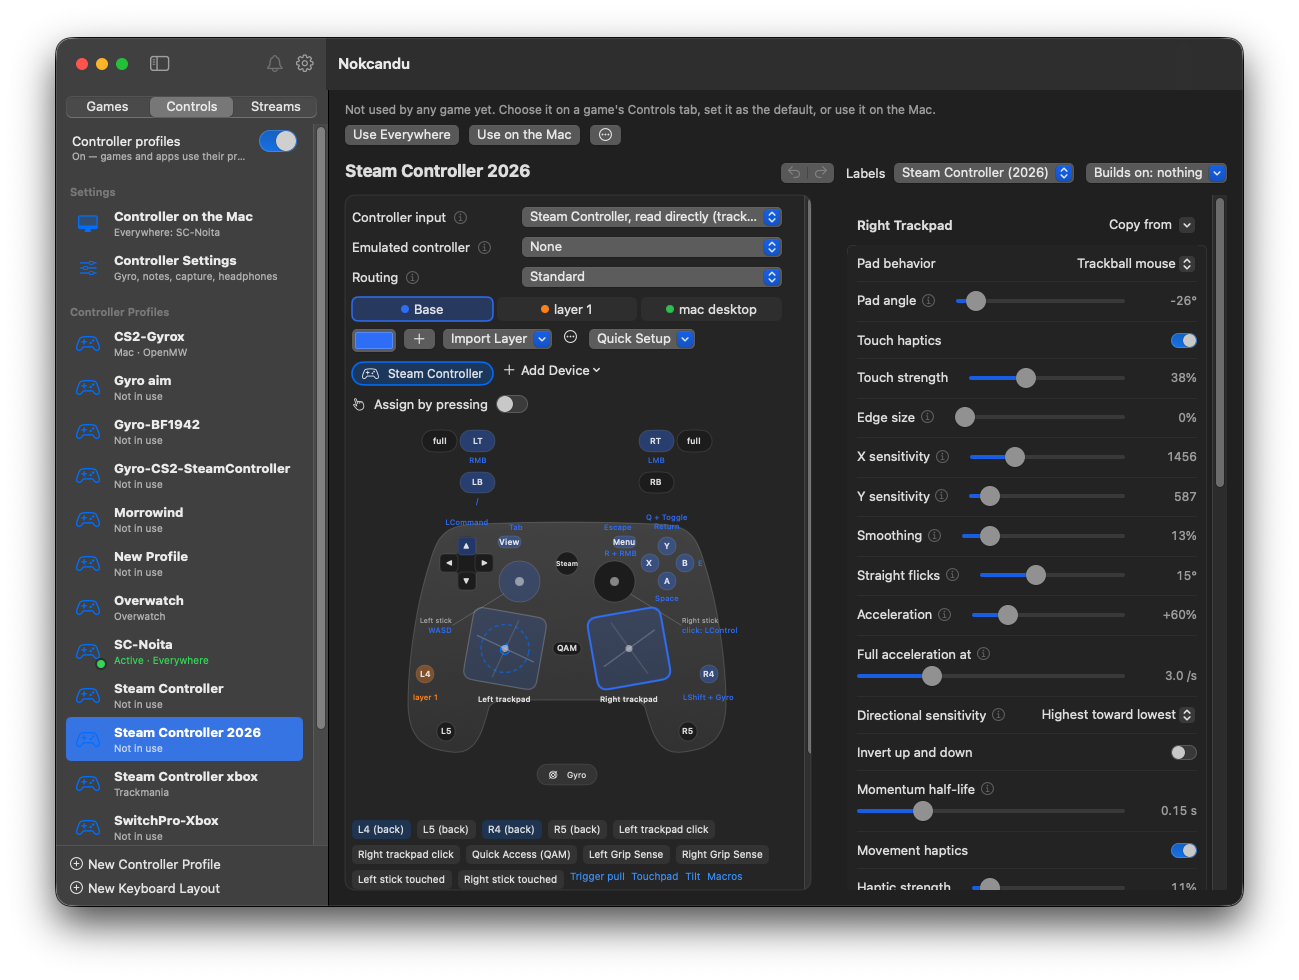 Nokcandu
Games
Controls
Streams
Controller profiles
On — games and apps use their pr...
Settings
Controller on the Mac
Everywhere: SC-Noita
Controller Settings
Gyro, notes, capture, headphones
Controller Profiles
CS2-Gyrox
Mac · OpenMW
Gyro aim
Not in use
Gyro-BF1942
Not in use
Gyro-CS2-SteamController
Not in use
Morrowind
Not in use
New Profile
Not in use
Overwatch
Overwatch
SC-Noita
Active · Everywhere
Steam Controller
Not in use
Steam Controller 2026
Not in use
Steam Controller xbox
Trackmania
SwitchPro-Xbox
Not in use
New Controller Profile
New Keyboard Layout
Not used by any game yet. Choose it on a game's Controls tab, set it as the default, or use it on the Mac.
Use Everywhere
Use on the Mac
Steam Controller 2026
Labels
Steam Controller (2026)
Builds on: nothing
Controller input
Steam Controller, read directly (track...
Emulated controller
None
Routing
Standard
Base
layer 1
mac desktop
Import Layer
Quick Setup
Steam Controller
Add Device
Assign by pressing
full LT
RT full
RMB
LMB
LB
RB
/
LCommand
Tab
Escape
Q + Toggle
Return
View
Menu
R + RMB
Y
X
B E
A
Space
Steam
Left stick
WASD
Right stick
click: LControl
QAM
L4
layer 1
R4
LShift + Gyro
Left trackpad
Right trackpad
L5
R5
Gyro
L4 (back)
L5 (back)
R4 (back)
R5 (back)
Left trackpad click
Right trackpad click
Quick Access (QAM)
Left Grip Sense
Right Grip Sense
Left stick touched
Right stick touched
Trigger pull
Touchpad
Tilt
Macros
Right Trackpad
Copy from
Pad behavior
Trackball mouse
Pad angle
-26°
Touch haptics
Touch strength
38%
Edge size
0%
X sensitivity
1456
Y sensitivity
587
Smoothing
13%
Straight flicks
15°
Acceleration
+60%
Full acceleration at
3.0 /s
Directional sensitivity
Highest toward lowest
Invert up and down
Momentum half-life
0.15 s
Movement haptics
Haptic strength
11%